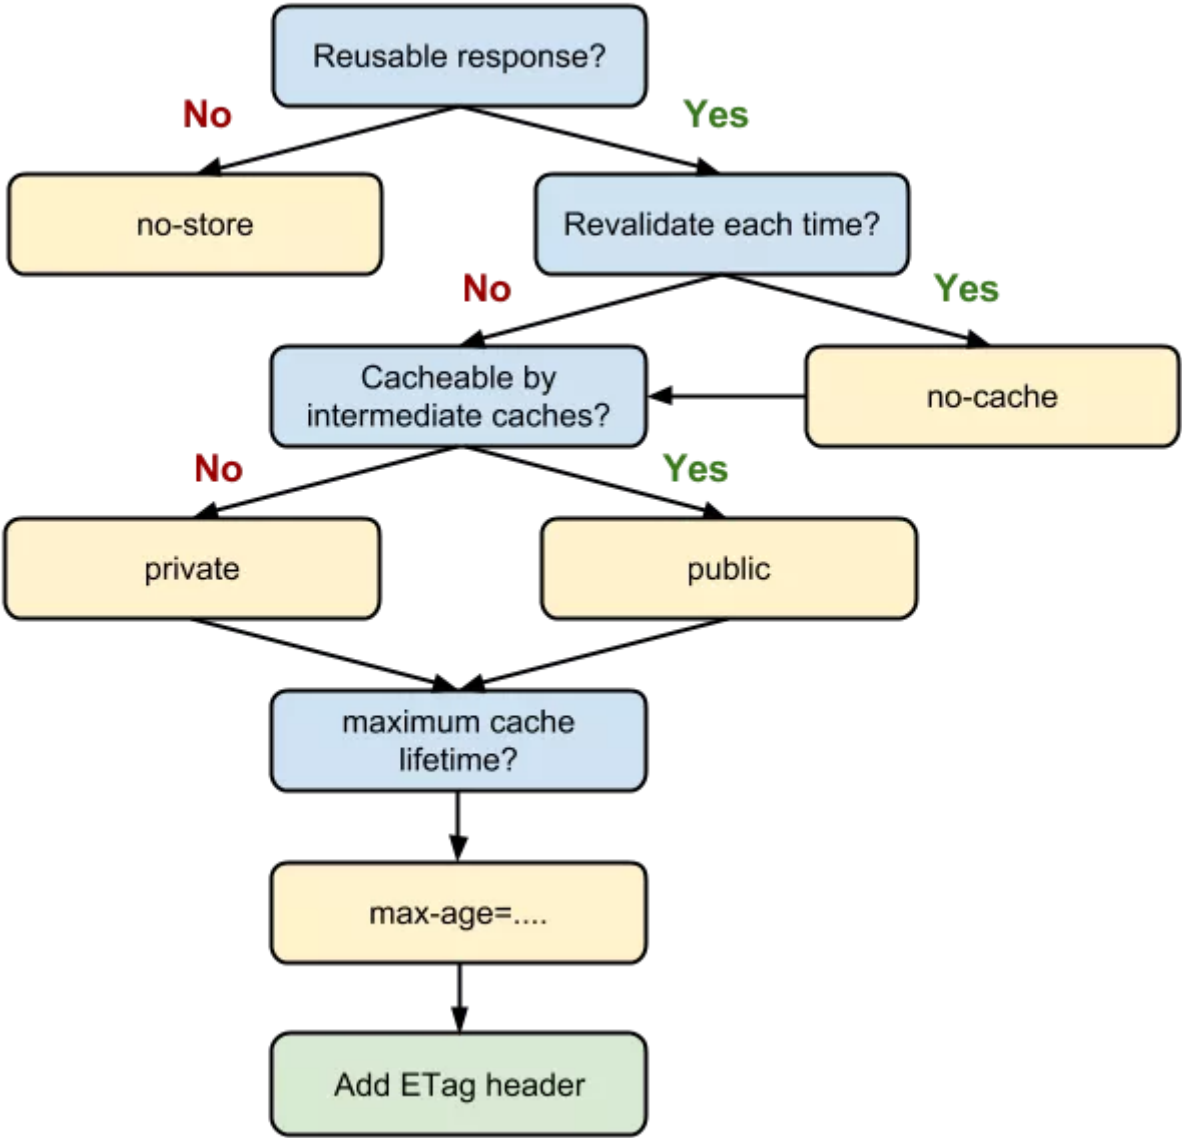 Reusable response?
No
Yes
no-store
Revalidate each time?
No
Yes
Cacheable by
intermediate caches?
no-cache
No
Yes
private
public
maximum cache
lifetime?
max-age=....
Add ETag header